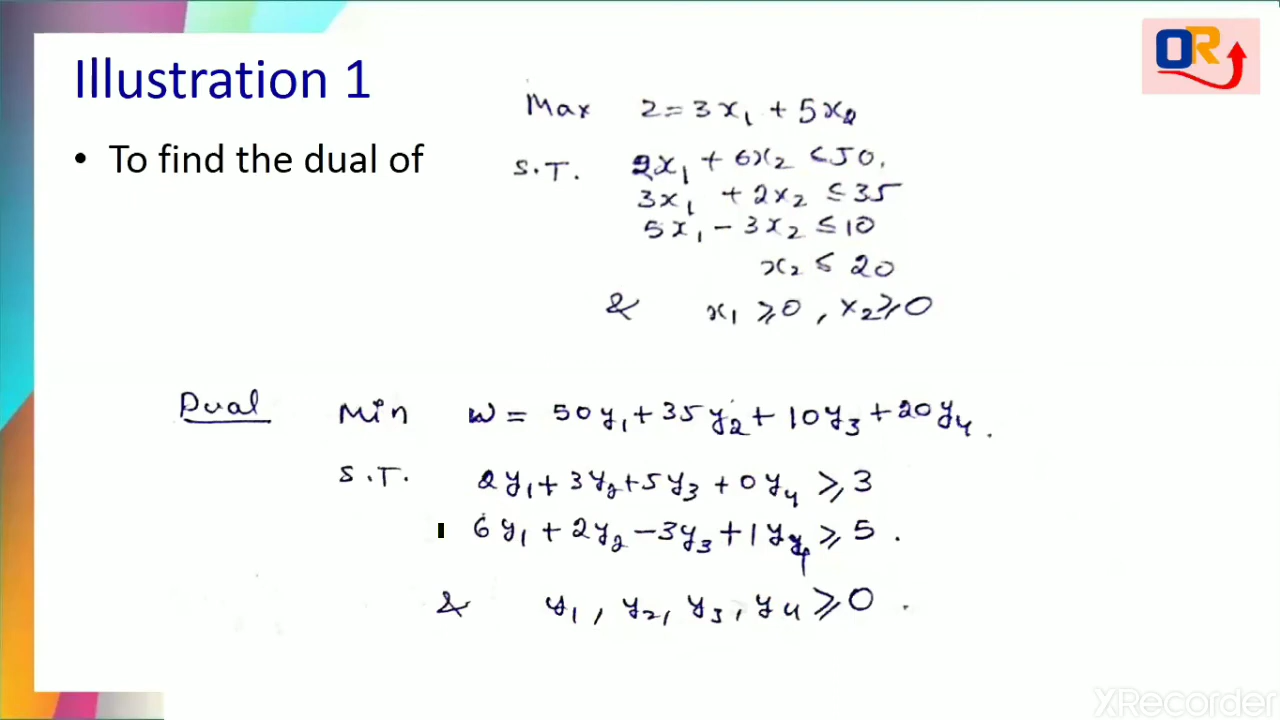 OR
Illustration 1
• To find the dual of
Max Z = 3x₁ + 5x₂
S.T. 2x₁ + 6x₂ ≤ 50,
3x₁ + 2x₂ ≤ 35
5x₁ - 3x₂ ≤ 10
x₂ ≤ 20
& x₁ ≥ 0, x₂ ≥ 0
Dual Min W = 50y₁ + 35y₂ + 10y₃ + 20y₄.
S.T. 2y₁ + 3y₂ + 5y₃ + 0y₄ ≥ 3
6y₁ + 2y₂ - 3y₃ + 1y₄ ≥ 5.
& y₁, y₂, y₃, y₄ ≥ 0.
XRecorder